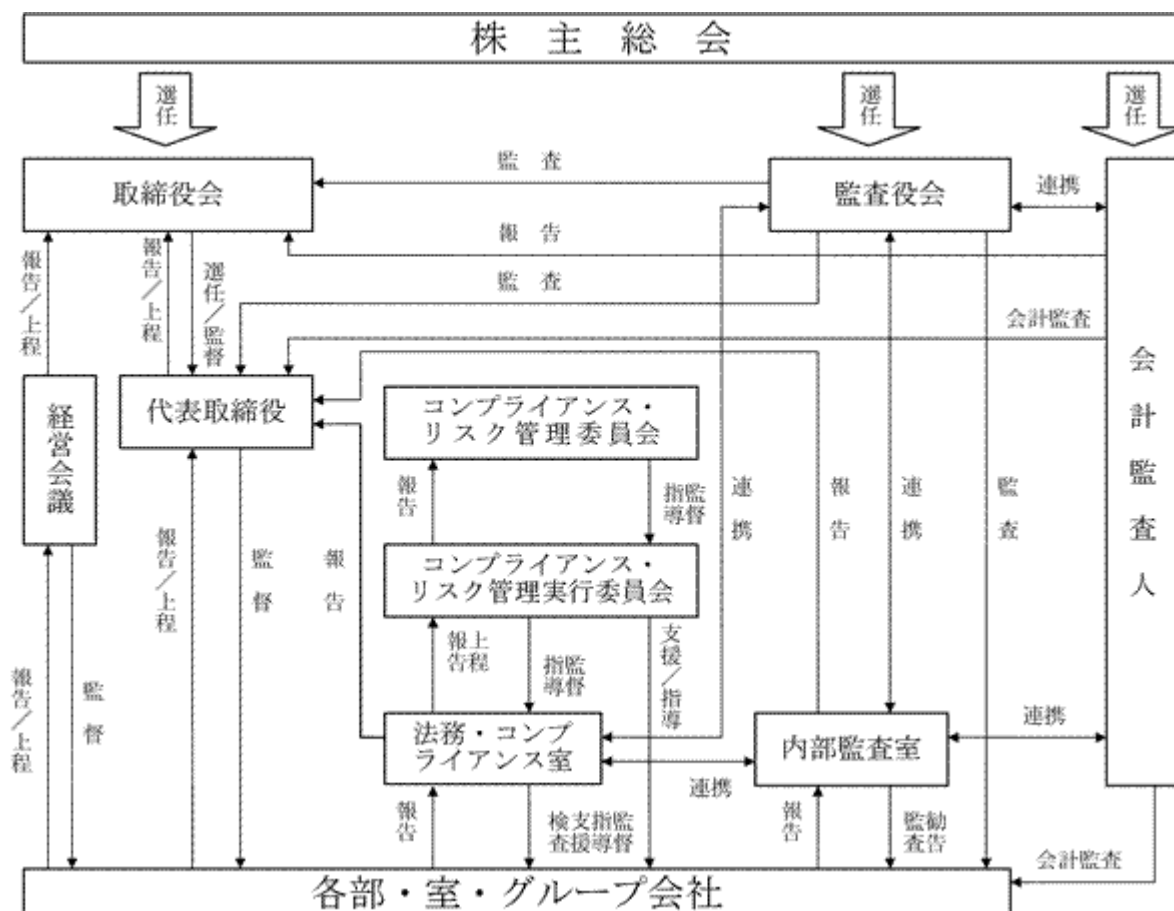 株主総会
選任
選任
選任
取締役会
監査
監査役会
連携
報告
監査
会計監査
報告/上程
報告/上程
選任/監督
経営会議
代表取締役
コンプライアンス・
リスク管理委員会
会計監査人
報告
指導監督
連携
報告
連携
監査
コンプライアンス・
リスク管理実行委員会
報告/上程
監督
報告
報告上程
指導監督
支援/指導
報告/上程
監督
法務・コンプ
ライアンス室
連携
内部監査室
連携
報告
検査支援指導監督
報告
監査勧告
会計監査
各部・室・グループ会社